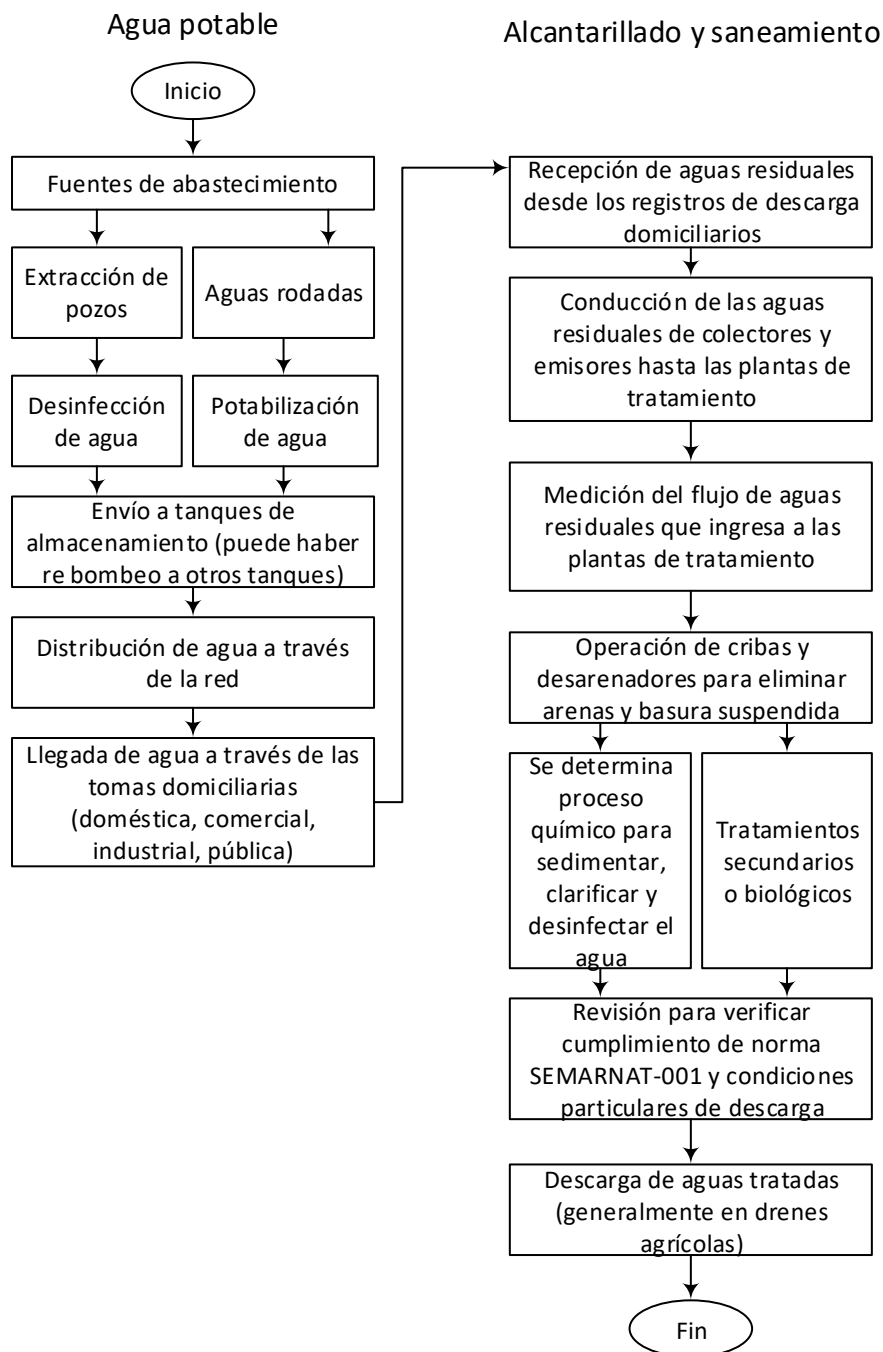 Agua potable
Inicio
Fuentes de abastecimiento
Extracción de
pozos
Aguas rodadas
Desinfección
de agua
Potabilización
de agua
Envío a tanques de
almacenamiento (puede haber
re bombeo a otros tanques)
Distribución de agua a través
de la red
Llegada de agua a través de las
tomas domiciliarias
(doméstica, comercial,
industrial, pública)
Alcantarillado y saneamiento
Recepción de aguas residuales
desde los registros de descarga
domiciliarios
Conducción de las aguas
residuales de colectores y
emisores hasta las plantas de
tratamiento
Medición del flujo de aguas
residuales que ingresa a las
plantas de tratamiento
Operación de cribas y
desarenadores para eliminar
arenas y basura suspendida
Se determina
proceso
químico para
sedimentar,
clarificar y
desinfectar el
agua
Tratamientos
secundarios
o biológicos
Revisión para verificar
cumplimiento de norma
SEMARNAT-001 y condiciones
particulares de descarga
Descarga de aguas tratadas
(generalmente en drenes
agrícolas)
Fin